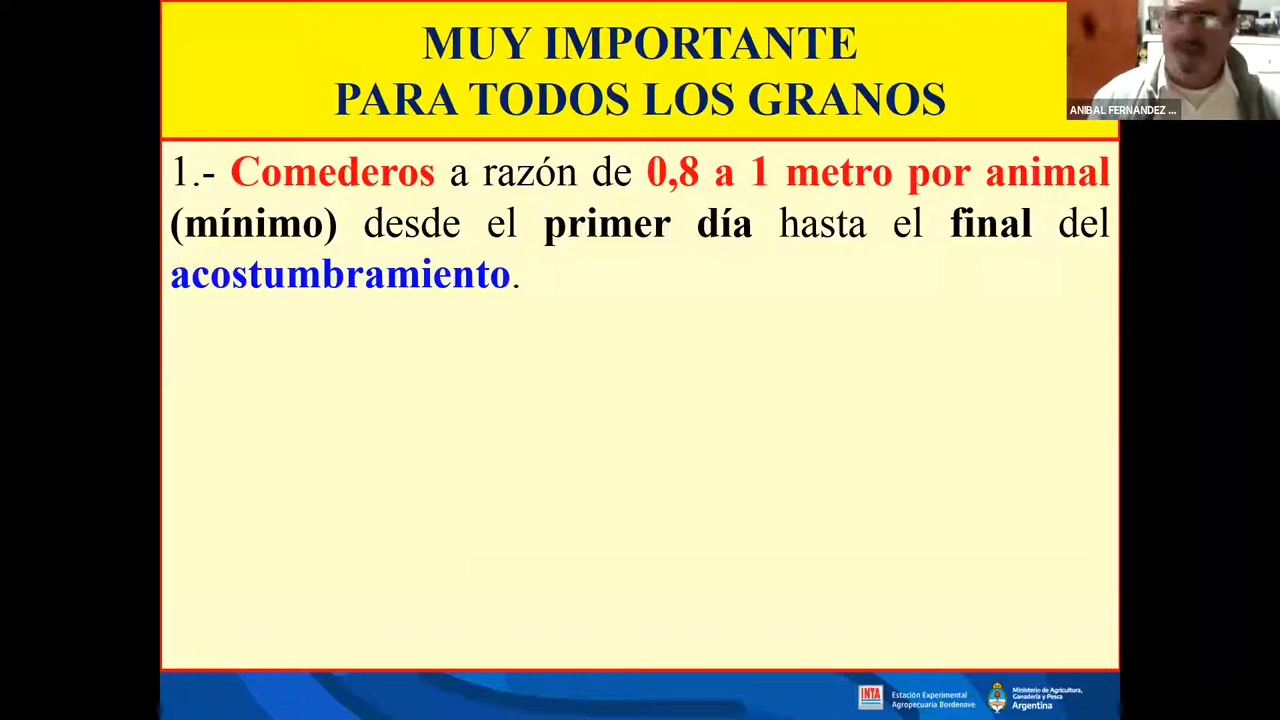 MUY IMPORTANTE
PARA TODOS LOS GRANOS
ANIBAL FERNANDEZ ...
1.- Comederos a razón de 0,8 a 1 metro por animal
(mínimo) desde el primer día hasta el final del
acostumbramiento.
INTA
Estación Experimental
Agropecuaria Bordenave
Ministerio de Agricultura,
Ganadería y Pesca
Argentina